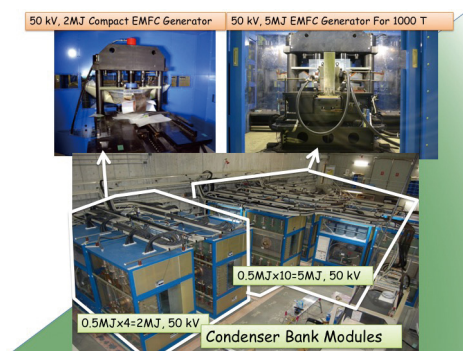 50 kV, 2MJ Compact EMFC Generator
50 kV, 5MJ EMFC Generator For 1000 T
0.5MJx10=5MJ, 50 kV
0.5MJx4=2MJ, 50 kV
Condenser Bank Modules